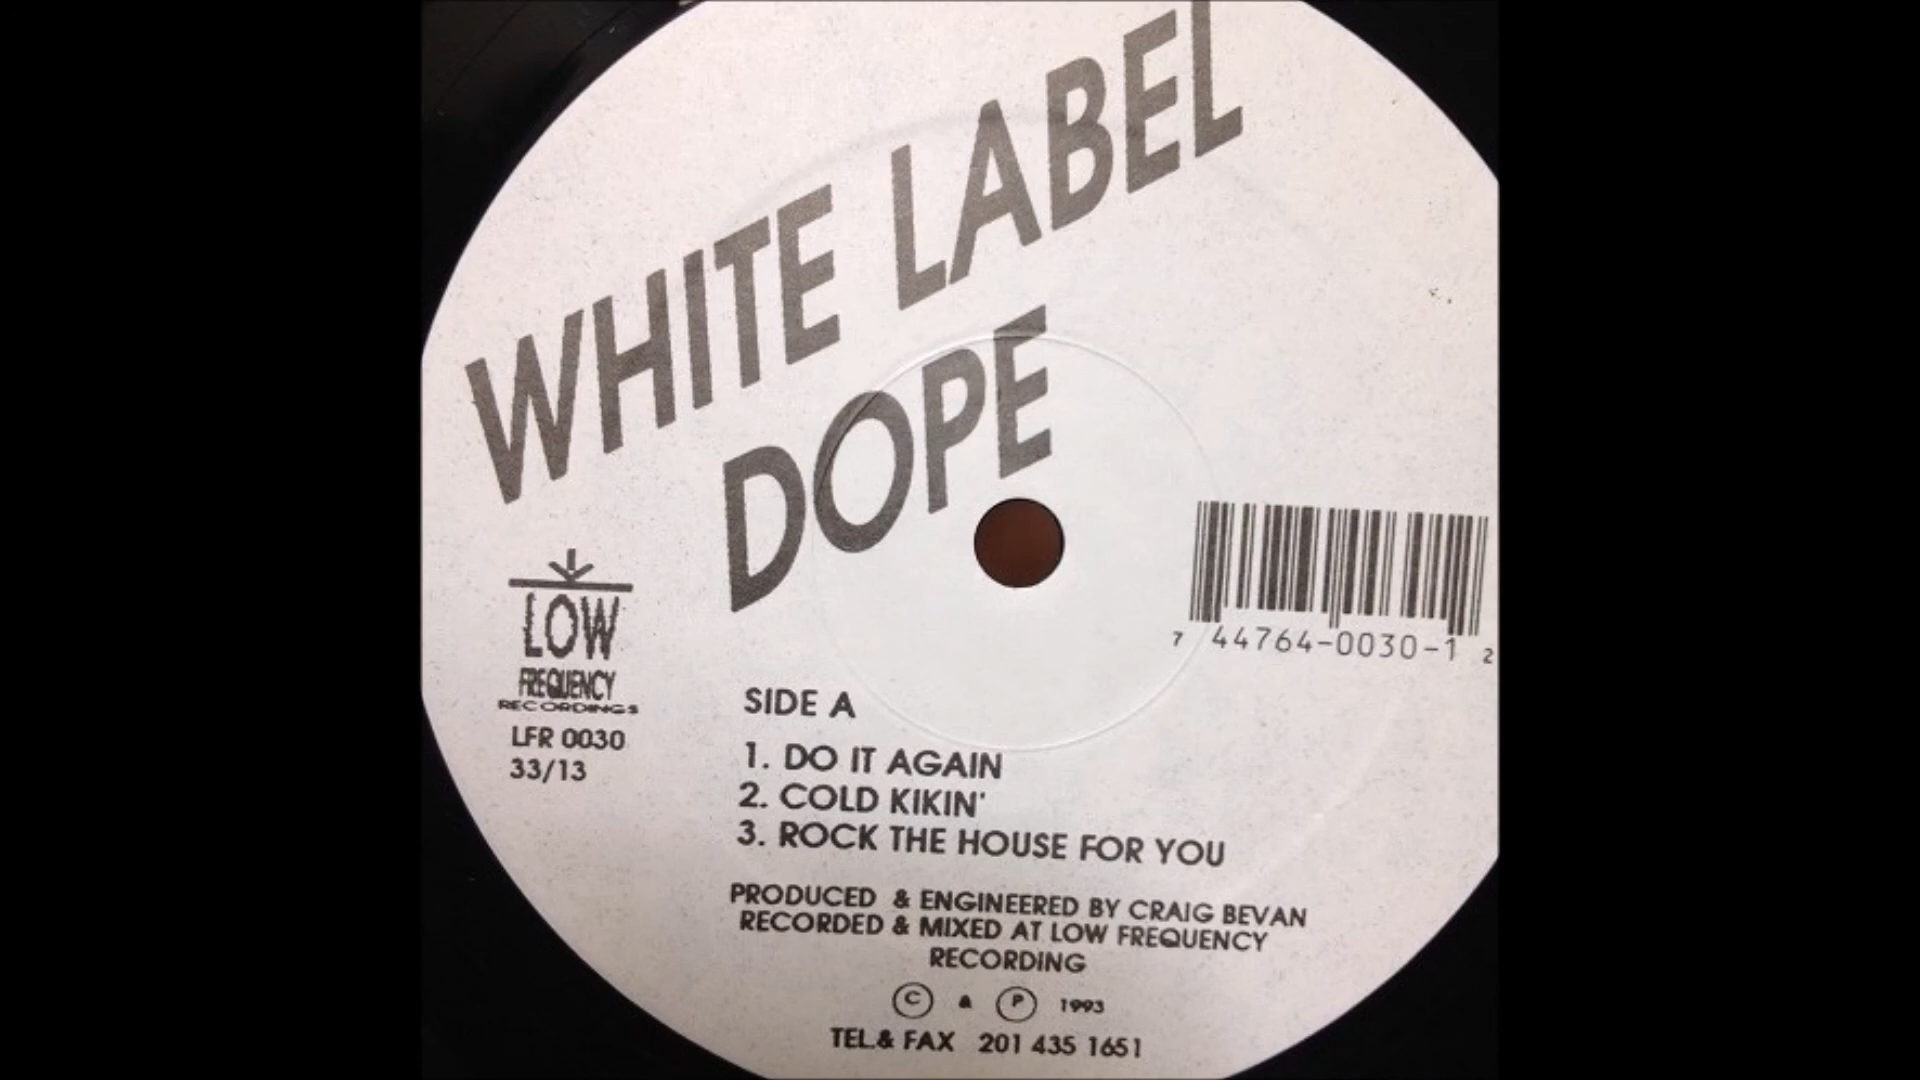 WHITE LABEL
DOPE
LOW
FREQUENCY
RECORDINGS
LFR 0030
33/13
7 44764-0030-1 2
SIDE A
1. DO IT AGAIN
2. COLD KIKIN'
3. ROCK THE HOUSE FOR YOU
PRODUCED & ENGINEERED BY CRAIG BEVAN
RECORDED & MIXED AT LOW FREQUENCY
RECORDING
© & ℗ 1993
TEL.& FAX 201 435 1651